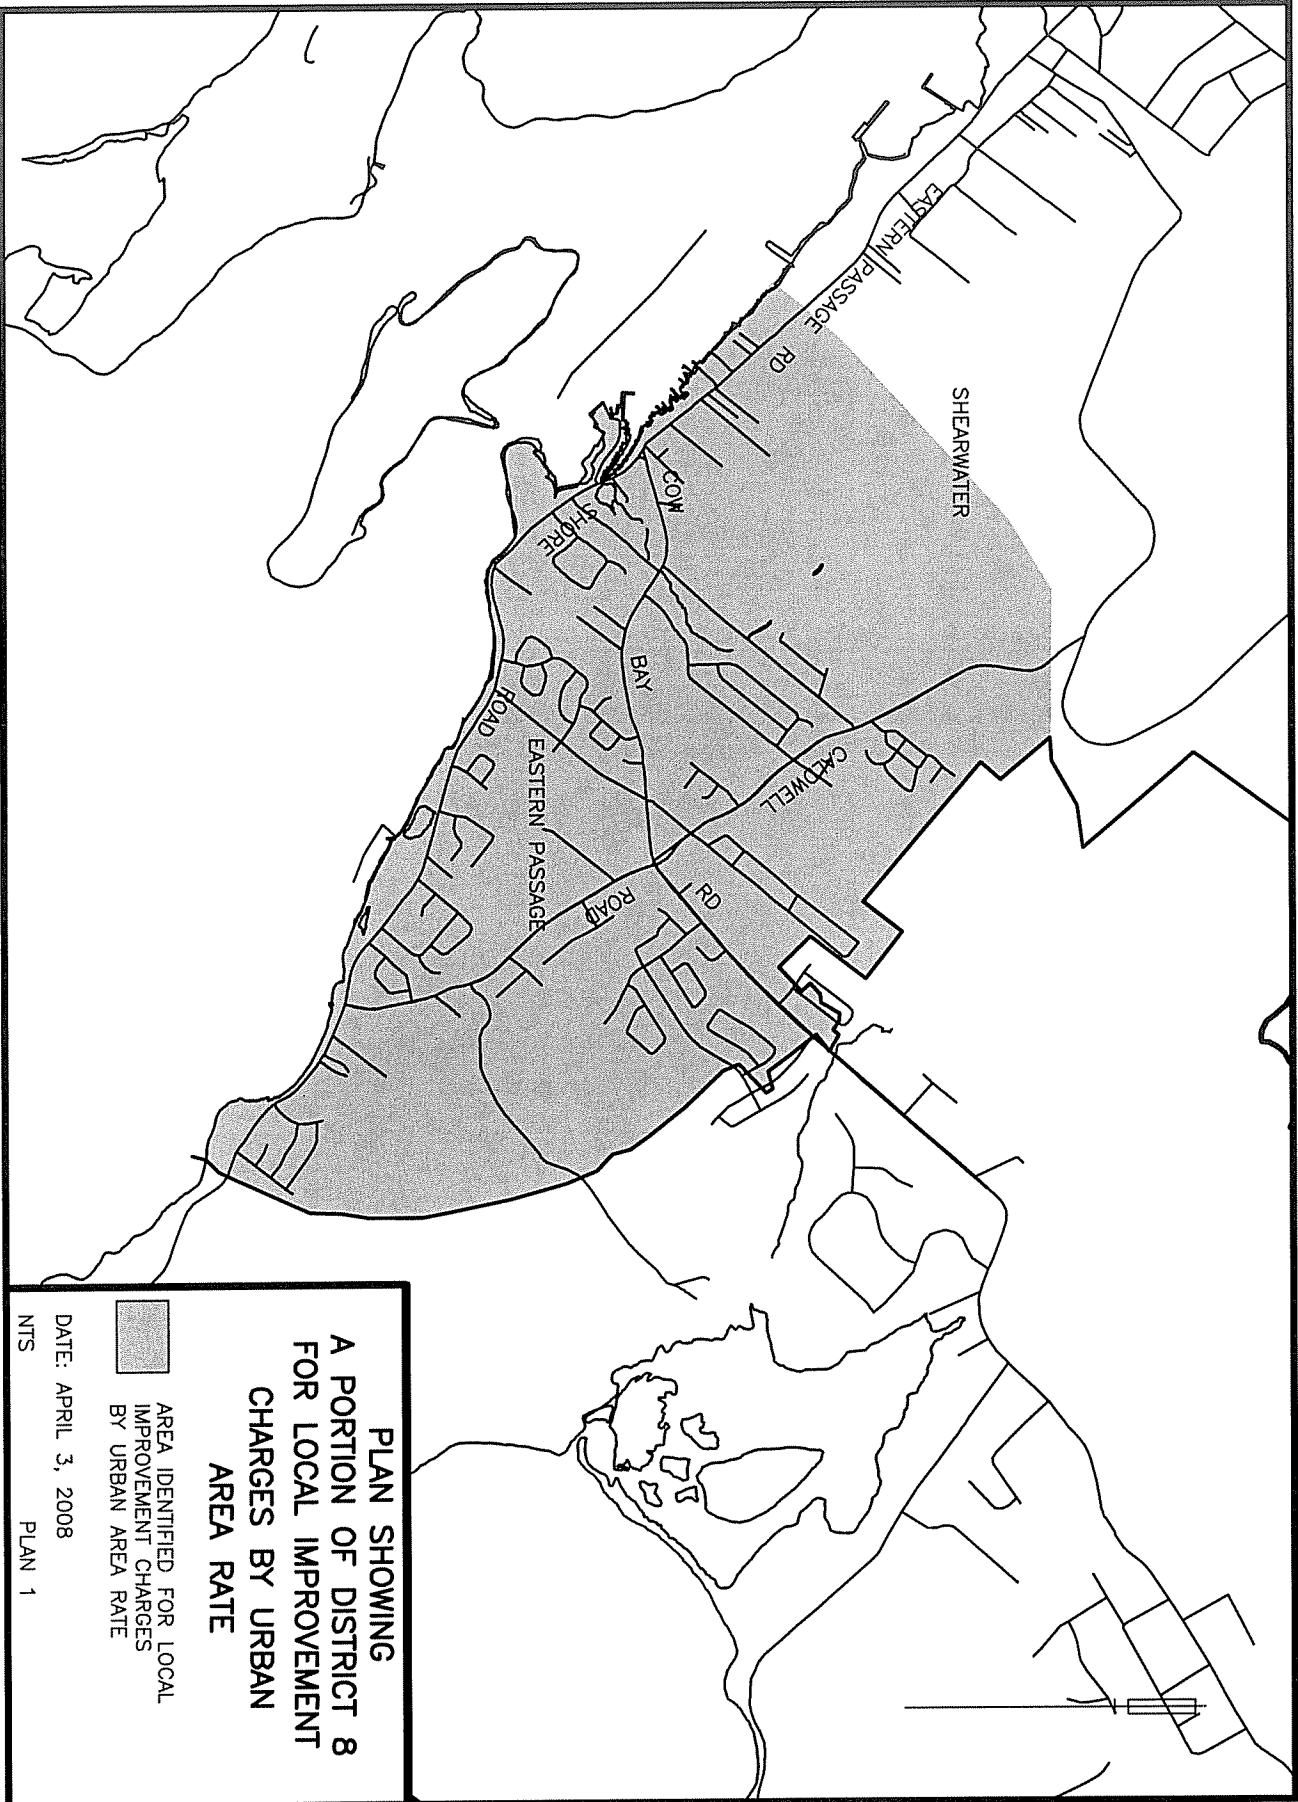 SHEARWATER
EASTERN PASSAGE RD
COW BAY RD
SHORE ROAD
CALDWELL ROAD
EASTERN PASSAGE
PLAN SHOWING
A PORTION OF DISTRICT 8
FOR LOCAL IMPROVEMENT
CHARGES BY URBAN
AREA RATE
AREA IDENTIFIED FOR LOCAL
IMPROVEMENT CHARGES
BY URBAN AREA RATE
DATE: APRIL 3, 2008
NTS PLAN 1